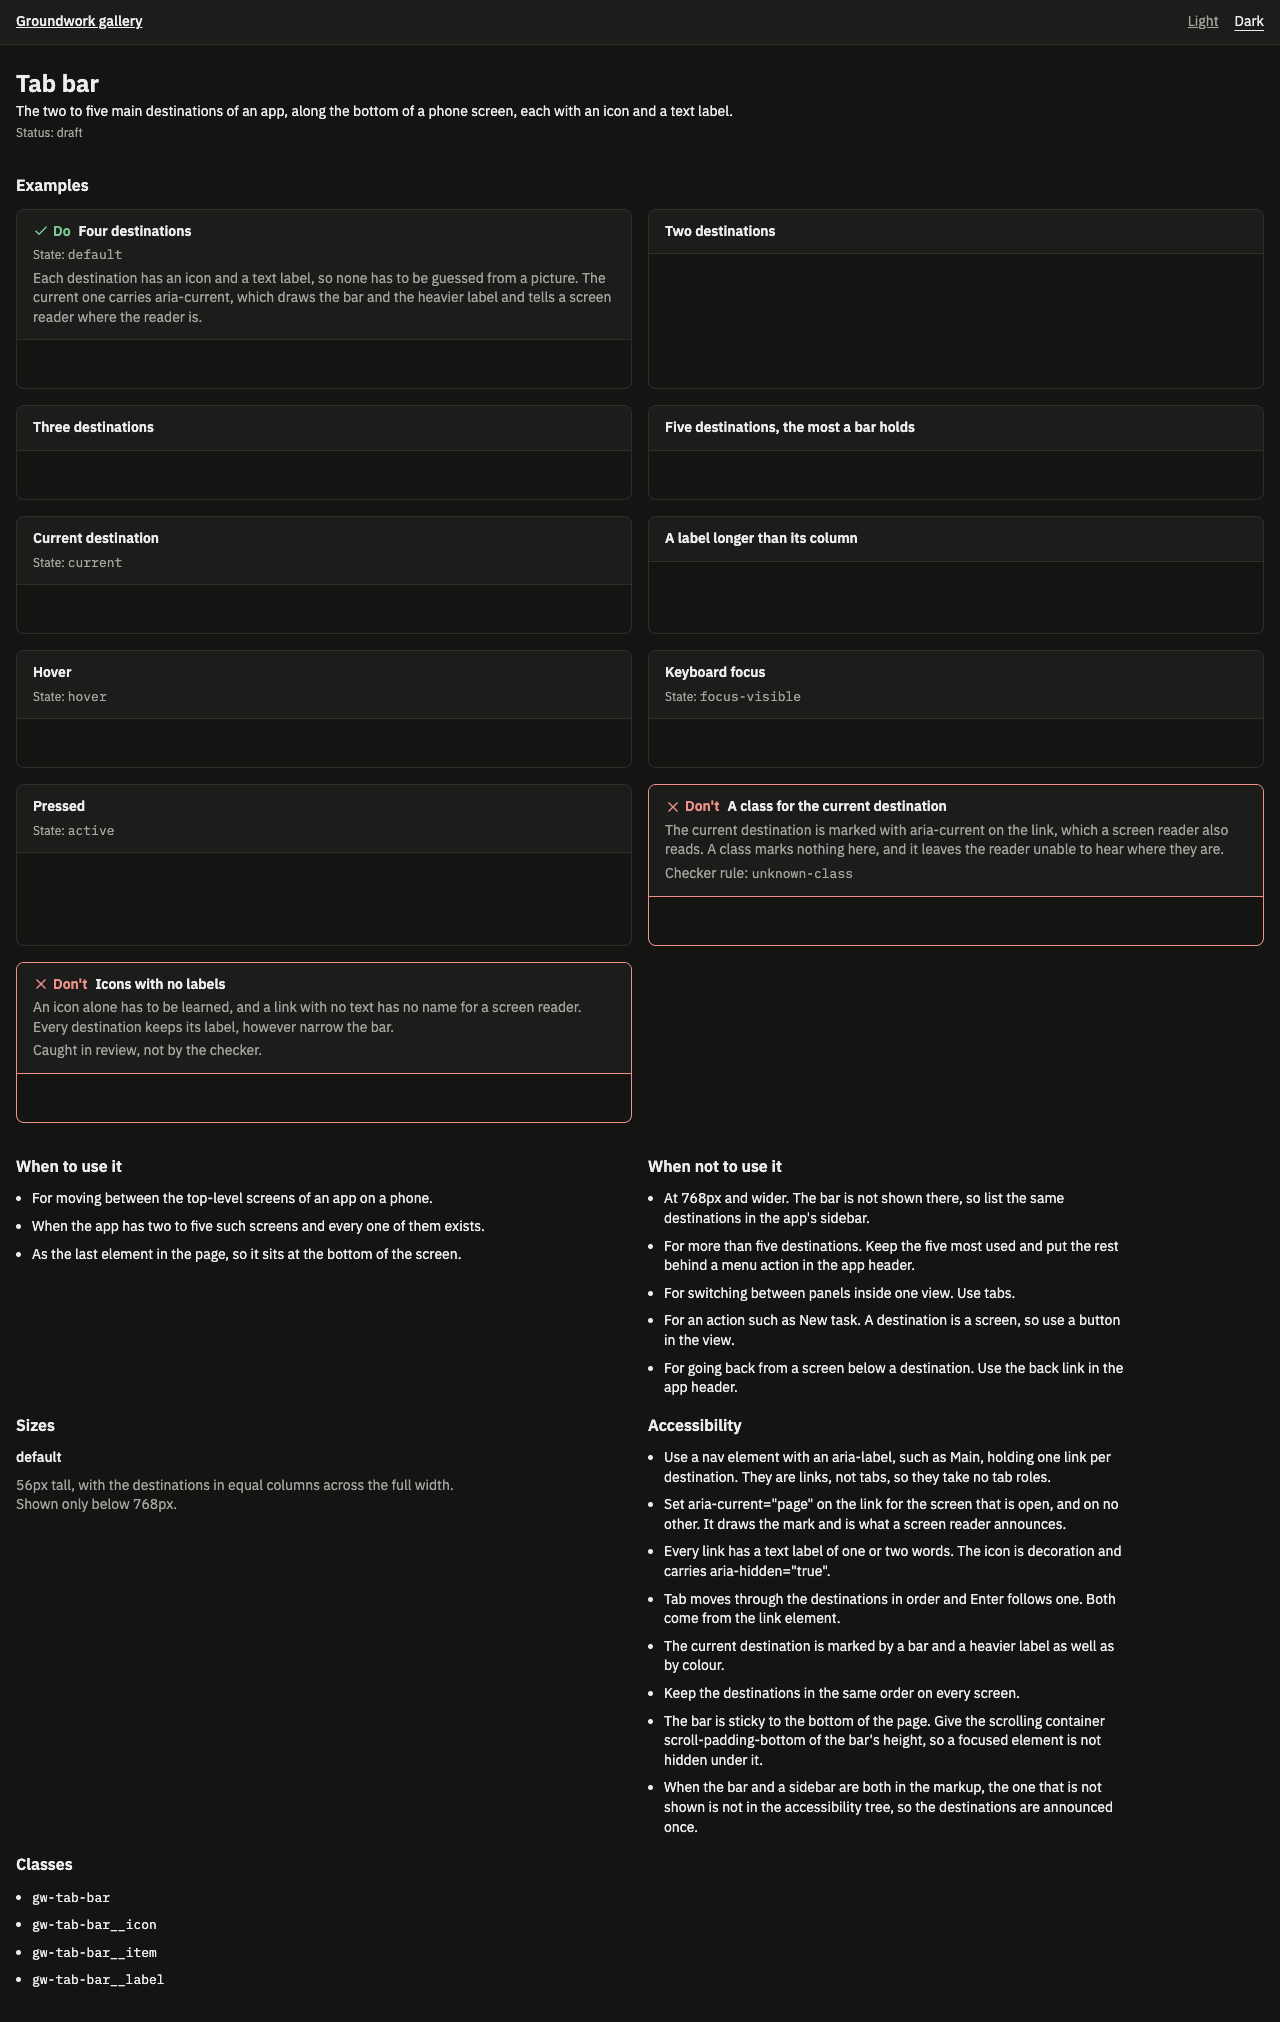 Groundwork gallery
Light
Dark
Tab bar
The two to five main destinations of an app, along the bottom of a phone screen, each with an icon and a text label.
Status: draft
Examples
Do Four destinations
State: default
Each destination has an icon and a text label, so none has to be guessed from a picture. The
current one carries aria-current, which draws the bar and the heavier label and tells a screen
reader where the reader is.
Two destinations
Three destinations
Five destinations, the most a bar holds
Current destination
State: current
A label longer than its column
Hover
State: hover
Keyboard focus
State: focus-visible
Pressed
State: active
Don't A class for the current destination
The current destination is marked with aria-current on the link, which a screen reader also
reads. A class marks nothing here, and it leaves the reader unable to hear where they are.
Checker rule: unknown-class
Don't Icons with no labels
An icon alone has to be learned, and a link with no text has no name for a screen reader.
Every destination keeps its label, however narrow the bar.
Caught in review, not by the checker.
When to use it
For moving between the top-level screens of an app on a phone.
When the app has two to five such screens and every one of them exists.
As the last element in the page, so it sits at the bottom of the screen.
When not to use it
At 768px and wider. The bar is not shown there, so list the same
destinations in the app's sidebar.
For more than five destinations. Keep the five most used and put the rest
behind a menu action in the app header.
For switching between panels inside one view. Use tabs.
For an action such as New task. A destination is a screen, so use a button
in the view.
For going back from a screen below a destination. Use the back link in the
app header.
Sizes
default
56px tall, with the destinations in equal columns across the full width.
Shown only below 768px.
Accessibility
Use a nav element with an aria-label, such as Main, holding one link per
destination. They are links, not tabs, so they take no tab roles.
Set aria-current="page" on the link for the screen that is open, and on no
other. It draws the mark and is what a screen reader announces.
Every link has a text label of one or two words. The icon is decoration and
carries aria-hidden="true".
Tab moves through the destinations in order and Enter follows one. Both
come from the link element.
The current destination is marked by a bar and a heavier label as well as
by colour.
Keep the destinations in the same order on every screen.
The bar is sticky to the bottom of the page. Give the scrolling container
scroll-padding-bottom of the bar's height, so a focused element is not
hidden under it.
When the bar and a sidebar are both in the markup, the one that is not
shown is not in the accessibility tree, so the destinations are announced
once.
Classes
gw-tab-bar
gw-tab-bar__icon
gw-tab-bar__item
gw-tab-bar__label